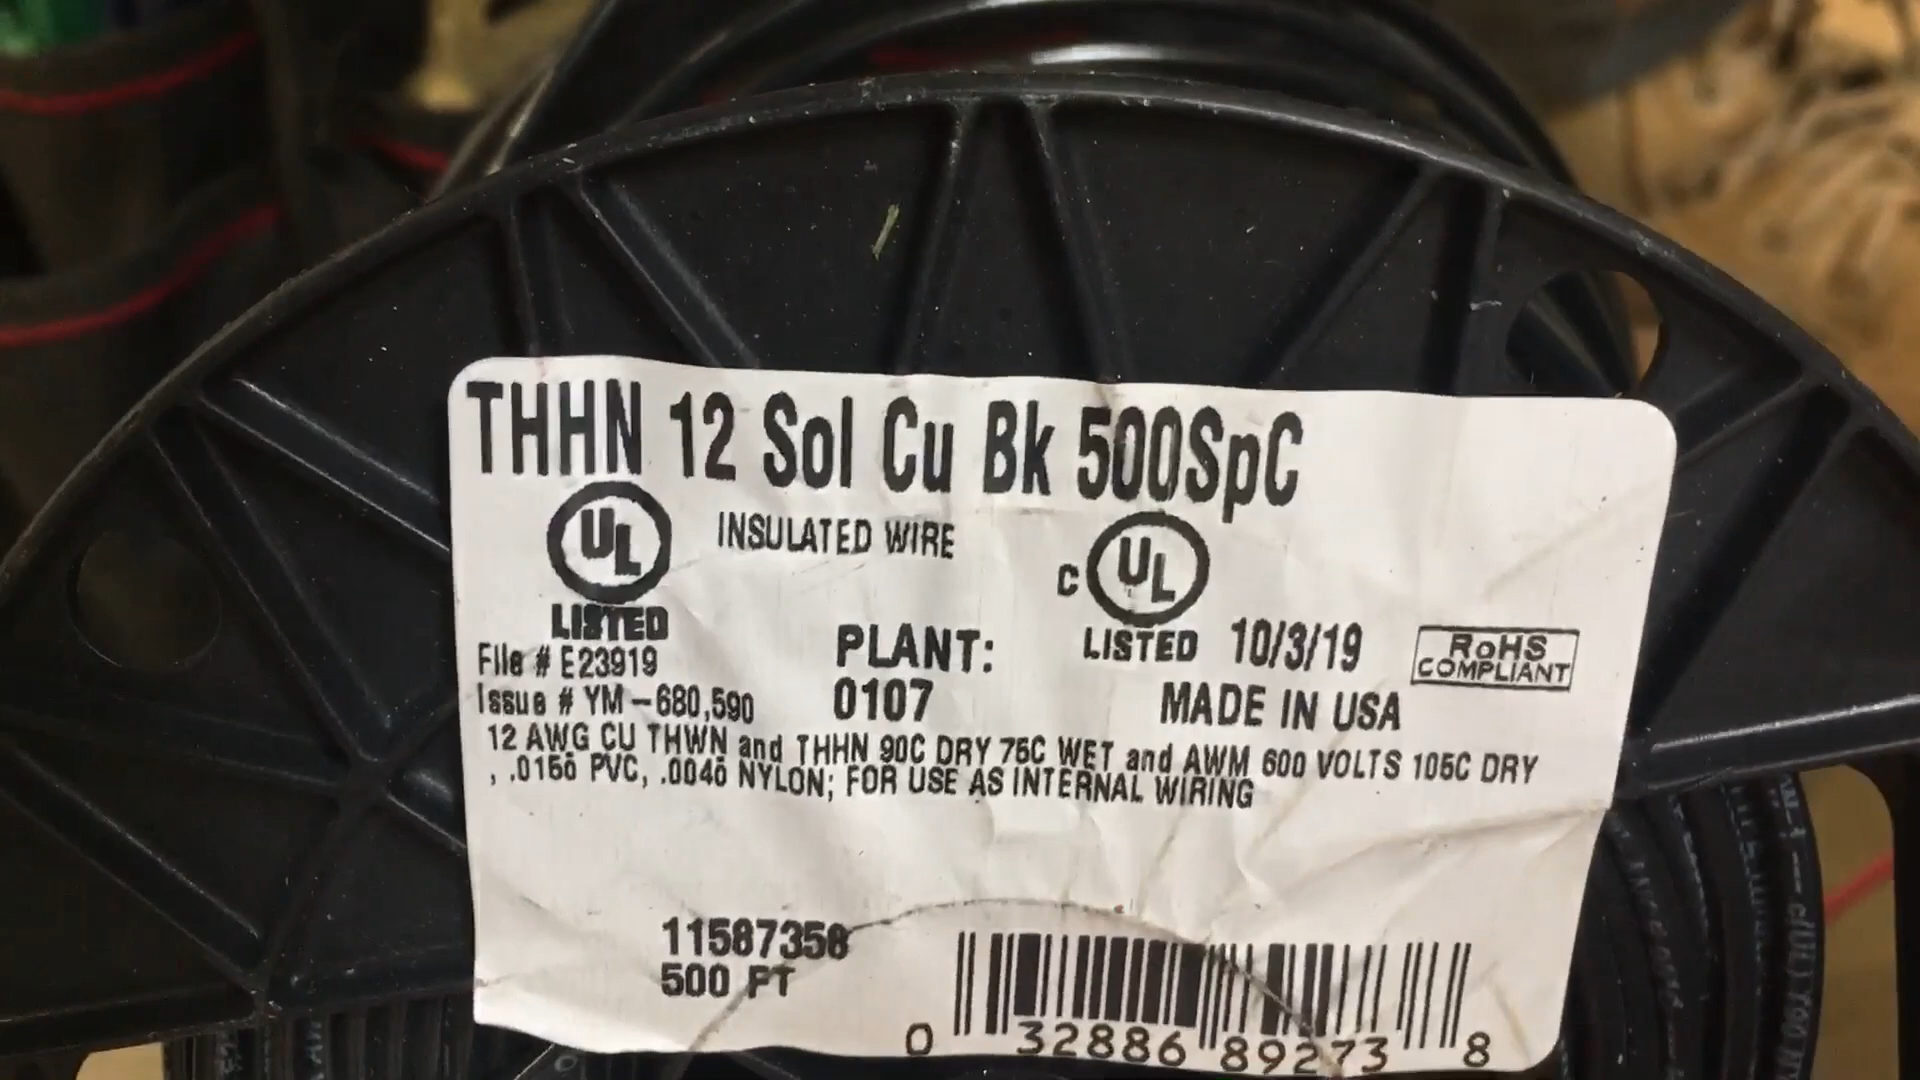 THHN 12 Sol Cu Bk 500SpC
UL INSULATED WIRE C UL
LISTED LISTED 10/3/19 RoHS COMPLIANT
File # E23919 PLANT:
Issue # YM-680,590 0107 MADE IN USA
12 AWG CU THWN and THHN 90C DRY 75C WET and AWM 600 VOLTS 105C DRY
, .0155 PVC, .0045 NYLON; FOR USE AS INTERNAL WIRING
11587358
500 FT
0 32886 89273 8